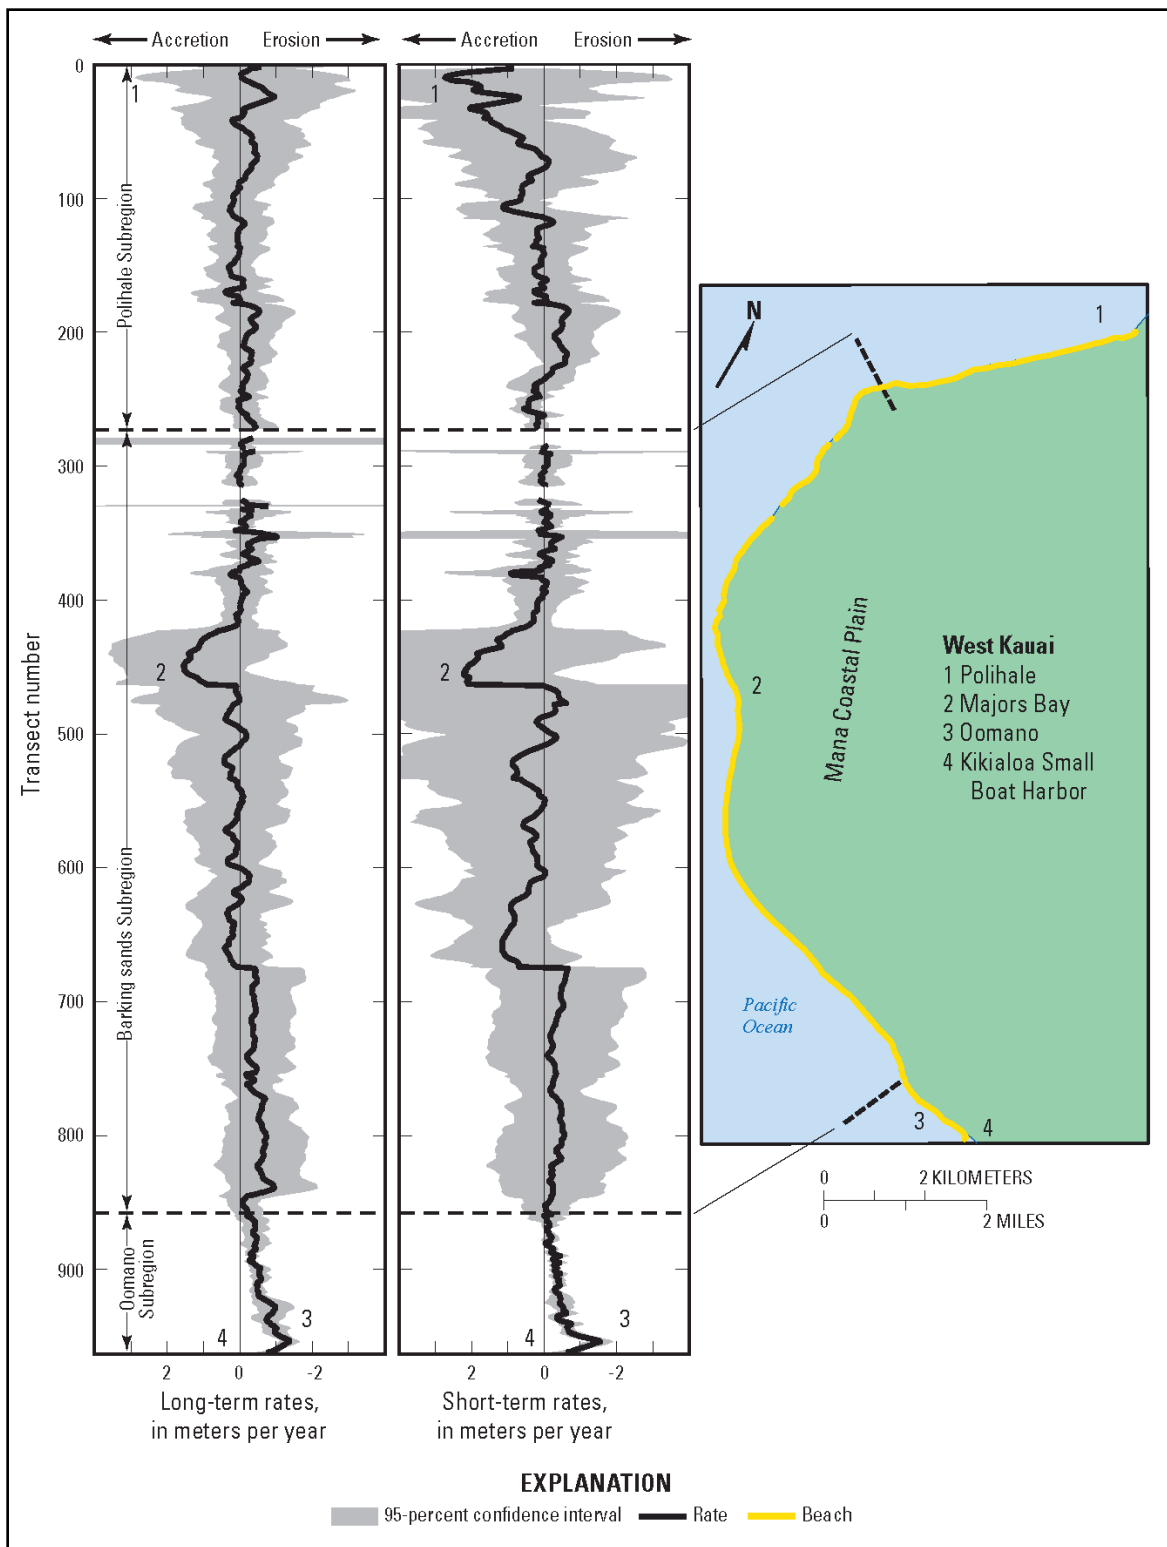 Accretion Erosion
Accretion Erosion
0
100
200
300
400
500
600
700
800
900
Transect number
Polihale Subregion
Barking sands Subregion
Oomano
Subregion
1
2
3
4
2 0 -2
Long-term rates,
in meters per year
1
2
3
4
2 0 -2
Short-term rates,
in meters per year
N
1
2
3
4
Mana Coastal Plain
West Kauai
1 Polihale
2 Majors Bay
3 Oomano
4 Kikialoa Small
Boat Harbor
Pacific
Ocean
0 2 KILOMETERS
0 2 MILES
EXPLANATION
95-percent confidence interval Rate Beach